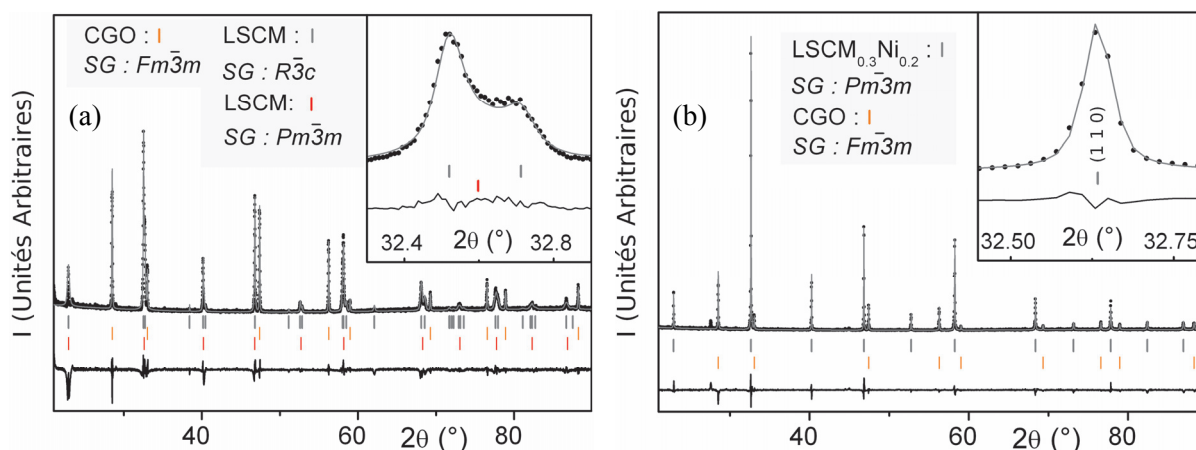 (a)
CGO :
SG : Fm3̅m
LSCM :
SG : R3̅c
LSCM:
SG : Pm3̅m
32.4 2θ (°) 32.8
I (Unités Arbitraires)
40 60 2θ (°) 80
(b)
LSCM₀.₃Ni₀.₂ :
SG : Pm3̅m
CGO :
SG : Fm3̅m
(1 1 0)
32.50 2θ (°) 32.75
I (Unités Arbitraires)
40 60 2θ (°) 80